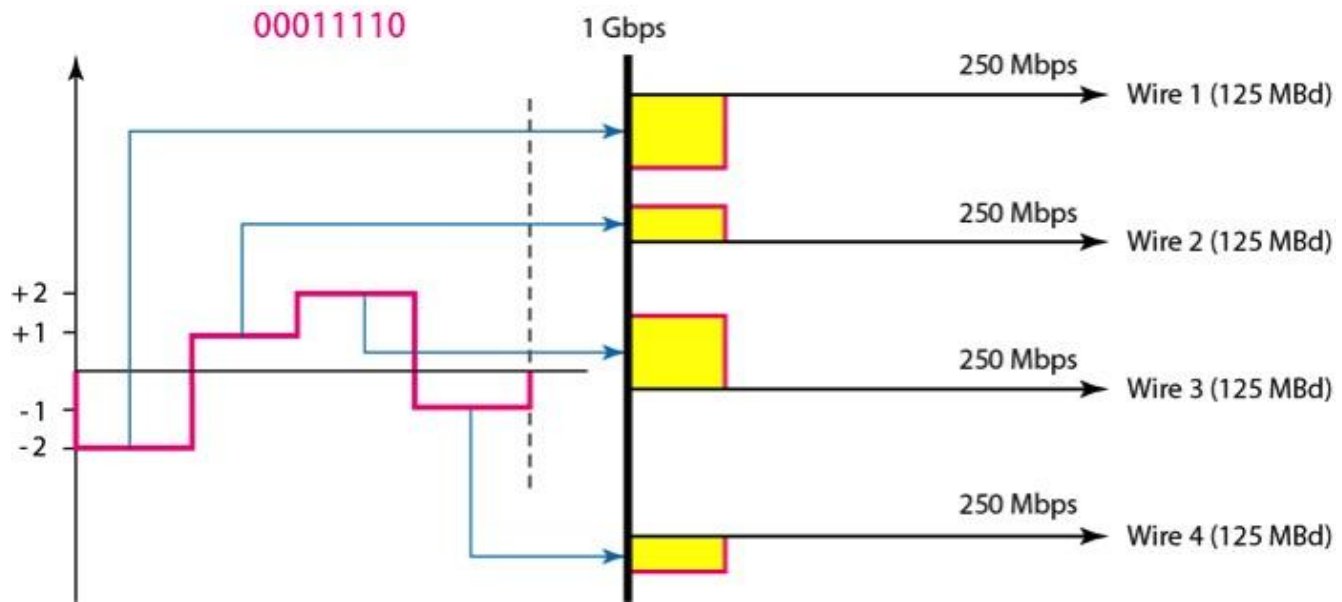 00011110
1 Gbps
250 Mbps
Wire 1 (125 MBd)
250 Mbps
Wire 2 (125 MBd)
+2
+1
-1
-2
250 Mbps
Wire 3 (125 MBd)
250 Mbps
Wire 4 (125 MBd)